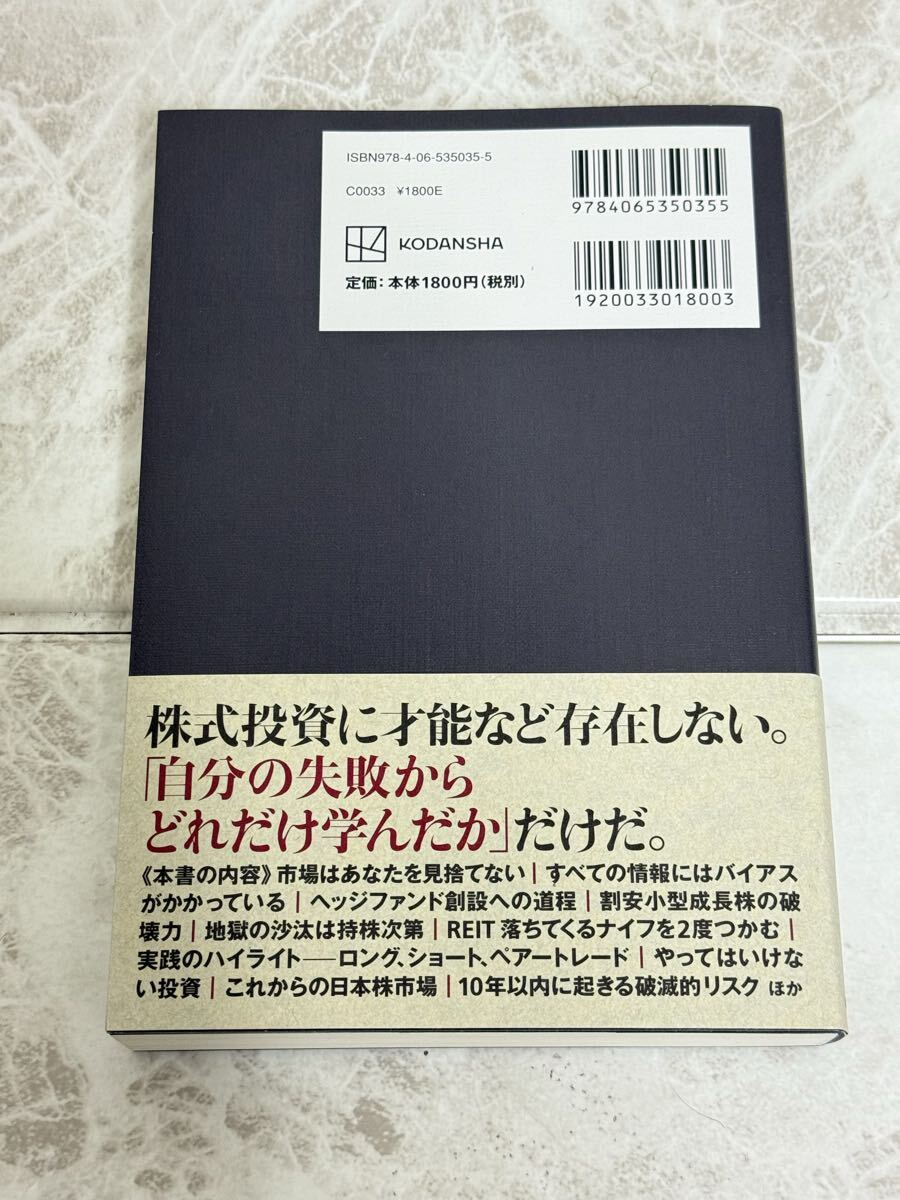 ISBN978-4-06-535035-5
C0033 ¥1800E
KODANSHA
定価：本体1800円（税別）
9784065350355
1920033018003
株式投資に才能など存在しない。
「自分の失敗から
どれだけ学んだか」だけだ。
《本書の内容》市場はあなたを見捨てない｜すべての情報にはバイアス
がかかっている｜ヘッジファンド創設への道程｜割安小型成長株の破
壊力｜地獄の沙汰は持株次第｜REIT 落ちてくるナイフを2度つかむ｜
実践のハイライト——ロング、ショート、ペアートレード｜やってはいけな
い投資｜これからの日本株市場｜10年以内に起きる破滅的リスク ほか